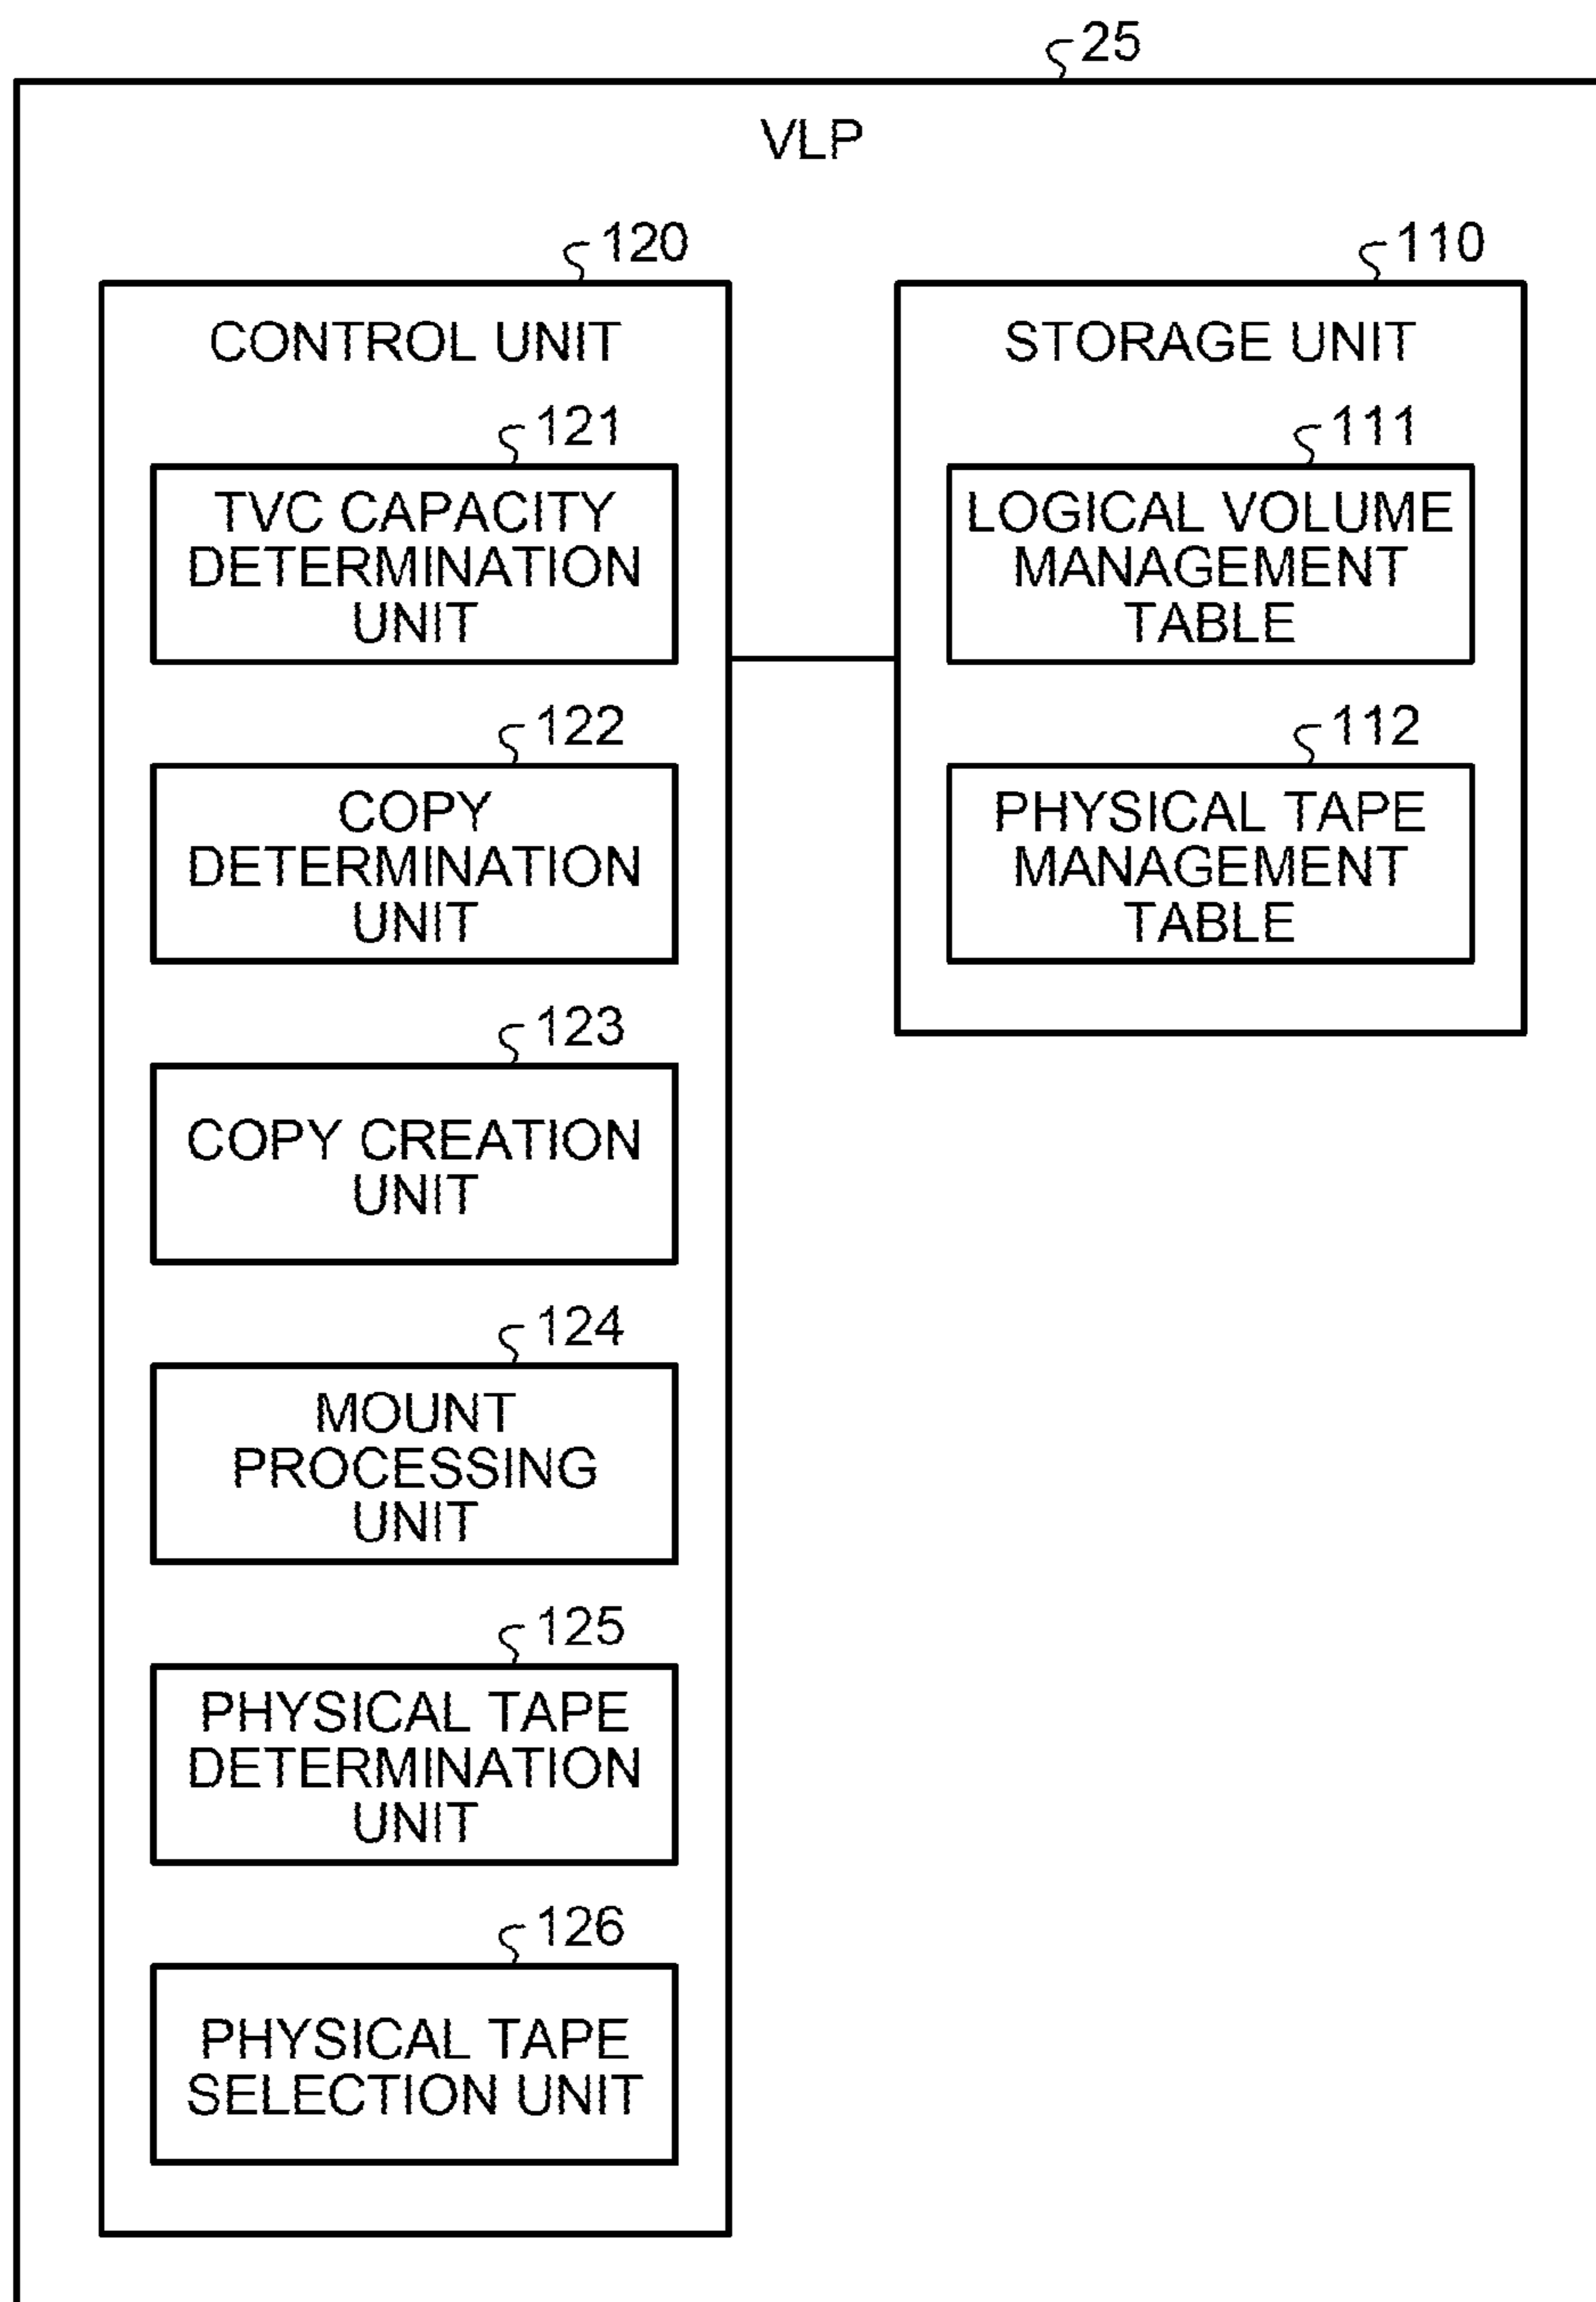 25
VLP
120
CONTROL UNIT
121
TVC CAPACITY
DETERMINATION
UNIT
122
COPY
DETERMINATION
UNIT
123
COPY CREATION
UNIT
124
MOUNT
PROCESSING
UNIT
125
PHYSICAL TAPE
DETERMINATION
UNIT
126
PHYSICAL TAPE
SELECTION UNIT
110
STORAGE UNIT
111
LOGICAL VOLUME
MANAGEMENT
TABLE
112
PHYSICAL TAPE
MANAGEMENT
TABLE